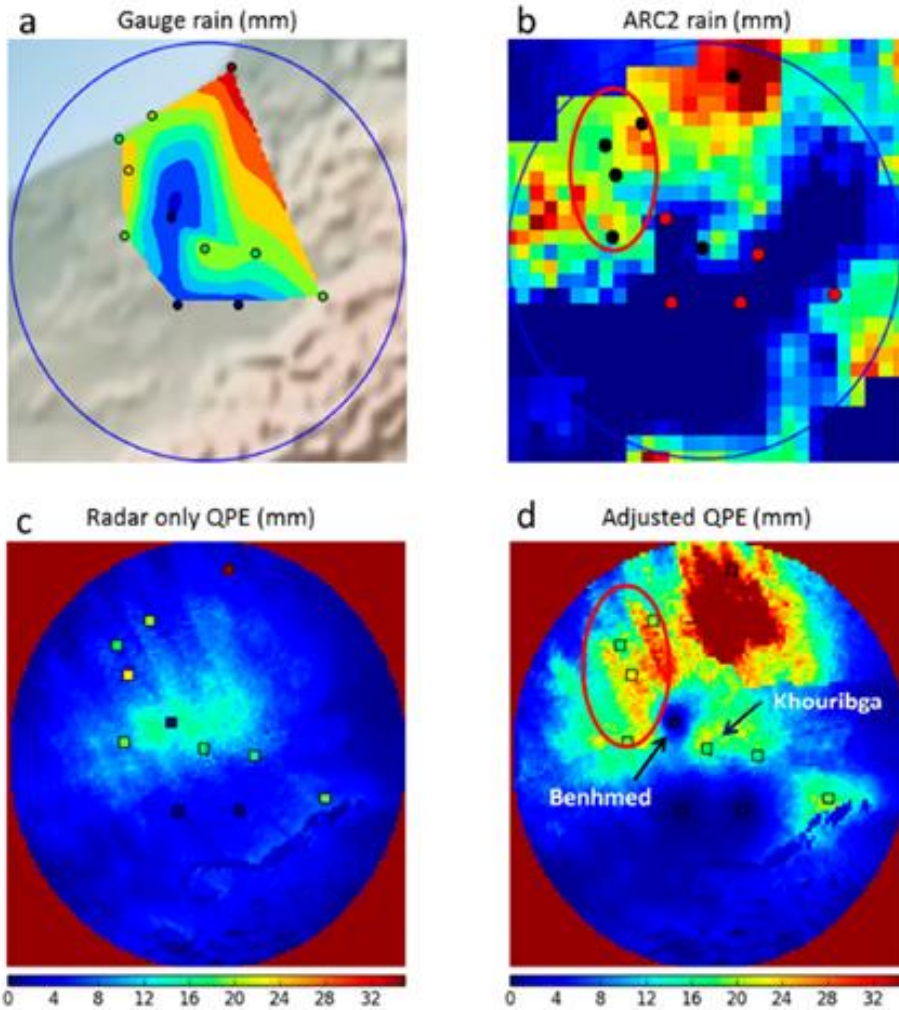 a
Gauge rain (mm)
b
ARC2 rain (mm)
c
Radar only QPE (mm)
d
Adjusted QPE (mm)
Khouribga
Benhmed
0 4 8 12 16 20 24 28 32
0 4 8 12 16 20 24 28 32